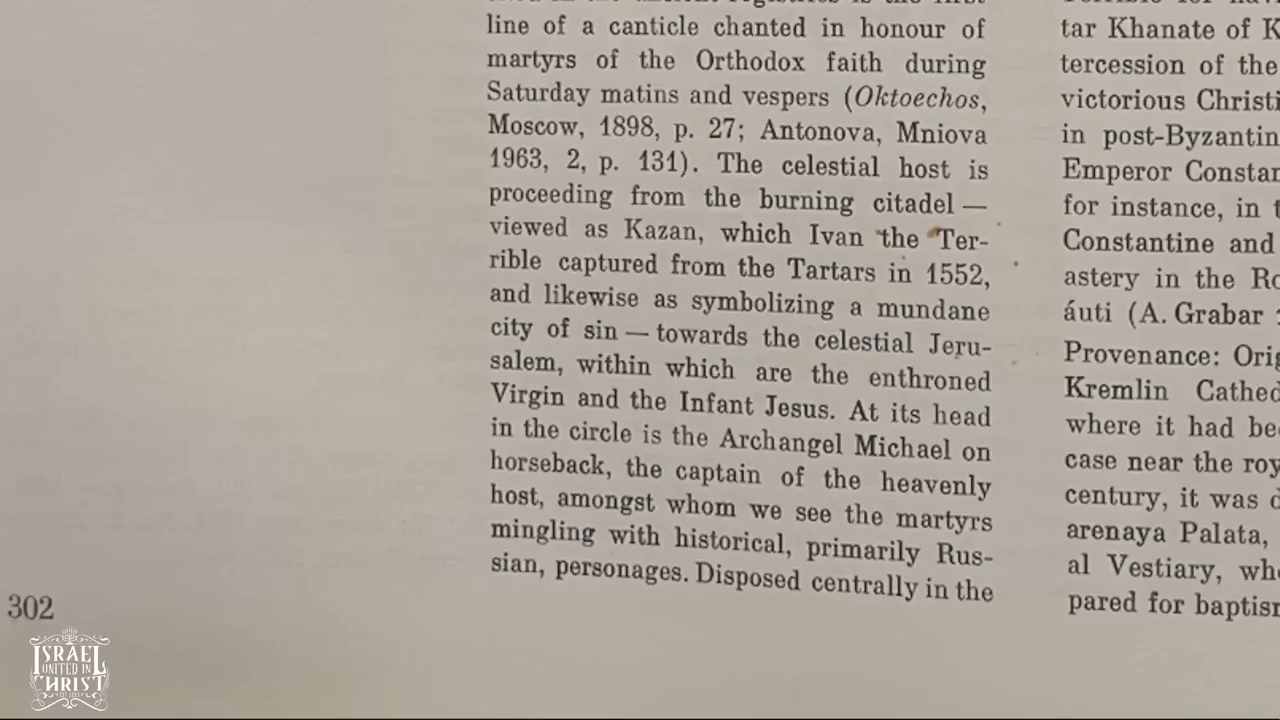 line of a canticle chanted in honour of
martyrs of the Orthodox faith during
Saturday matins and vespers (Oktoechos,
Moscow, 1898, p. 27; Antonova, Mniova
1963, 2, p. 131). The celestial host is
proceeding from the burning citadel —
viewed as Kazan, which Ivan the Ter-
rible captured from the Tartars in 1552,
and likewise as symbolizing a mundane
city of sin — towards the celestial Jeru-
salem, within which are the enthroned
Virgin and the Infant Jesus. At its head
in the circle is the Archangel Michael on
horseback, the captain of the heavenly
host, amongst whom we see the martyrs
mingling with historical, primarily Rus-
sian, personages. Disposed centrally in the
tar Khanate of K
tercession of the
victorious Christi
in post-Byzantin
Emperor Constan
for instance, in t
Constantine and
astery in the Ro
áuti (A. Grabar
Provenance: Orig
Kremlin Cathed
where it had be
case near the roy
century, it was d
arenaya Palata,
al Vestiary, wh
pared for baptis
302
ISRAEL
UNITED IN
CHRIST